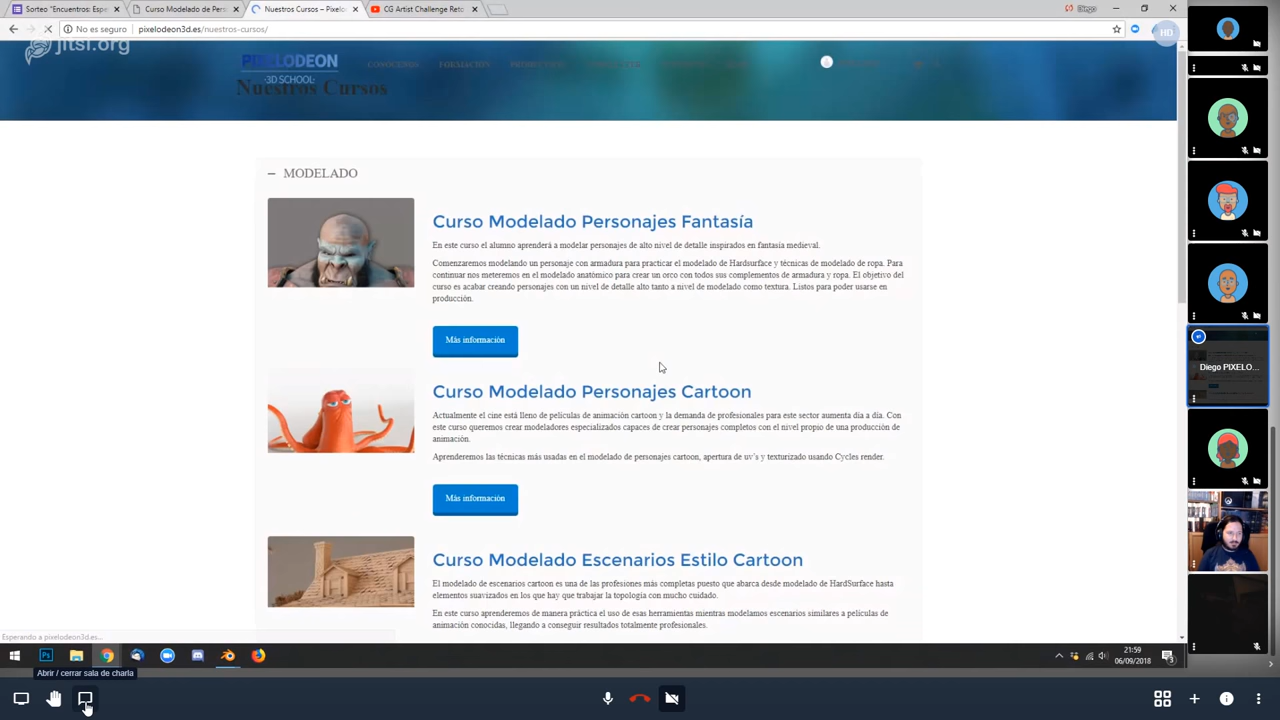 Sorteo "Encuentros: Espe
Curso Modelado de Perso
Nuestros Cursos – Pixelo
CG Artist Challenge Reto
Diego
No es seguro
pixelodeon3d.es/nuestros-cursos/
HD
jitsi.org
PIXELODEON
·3D SCHOOL·
CONÓCENOS
FORMACIÓN
Nuestros Cursos
MODELADO
Curso Modelado Personajes Fantasía
En este curso el alumno aprenderá a modelar personajes de alto nivel de detalle inspirados en fantasía medieval.
Comenzaremos modelando un personaje con armadura para practicar el modelado de Hardsurface y técnicas de modelado de ropa. Para
continuar nos meteremos en el modelado anatómico para crear un orco con todos sus complementos de armadura y ropa. El objetivo del
curso es acabar creando personajes con un nivel de detalle alto tanto a nivel de modelado como textura. Listos para poder usarse en
producción.
Más información
Curso Modelado Personajes Cartoon
Actualmente el cine está lleno de películas de animación cartoon y la demanda de profesionales para este sector aumenta día a día. Con
este curso queremos crear modeladores especializados capaces de crear personajes completos con el nivel propio de una producción de
animación.
Aprenderemos las técnicas más usadas en el modelado de personajes cartoon, apertura de uv's y texturizado usando Cycles render.
Más información
Curso Modelado Escenarios Estilo Cartoon
El modelado de escenarios cartoon es una de las profesiones más completas puesto que abarca desde modelado de HardSurface hasta
elementos suavizados en los que hay que trabajar la topología con mucho cuidado.
En este curso aprenderemos de manera práctica el uso de esas herramientas mientras modelamos escenarios similares a películas de
animación conocidas, llegando a conseguir resultados totalmente profesionales.
Diego PIXELO...
Esperando a pixelodeon3d.es...
Ps
21:59
06/09/2018
3
Abrir / cerrar sala de charla